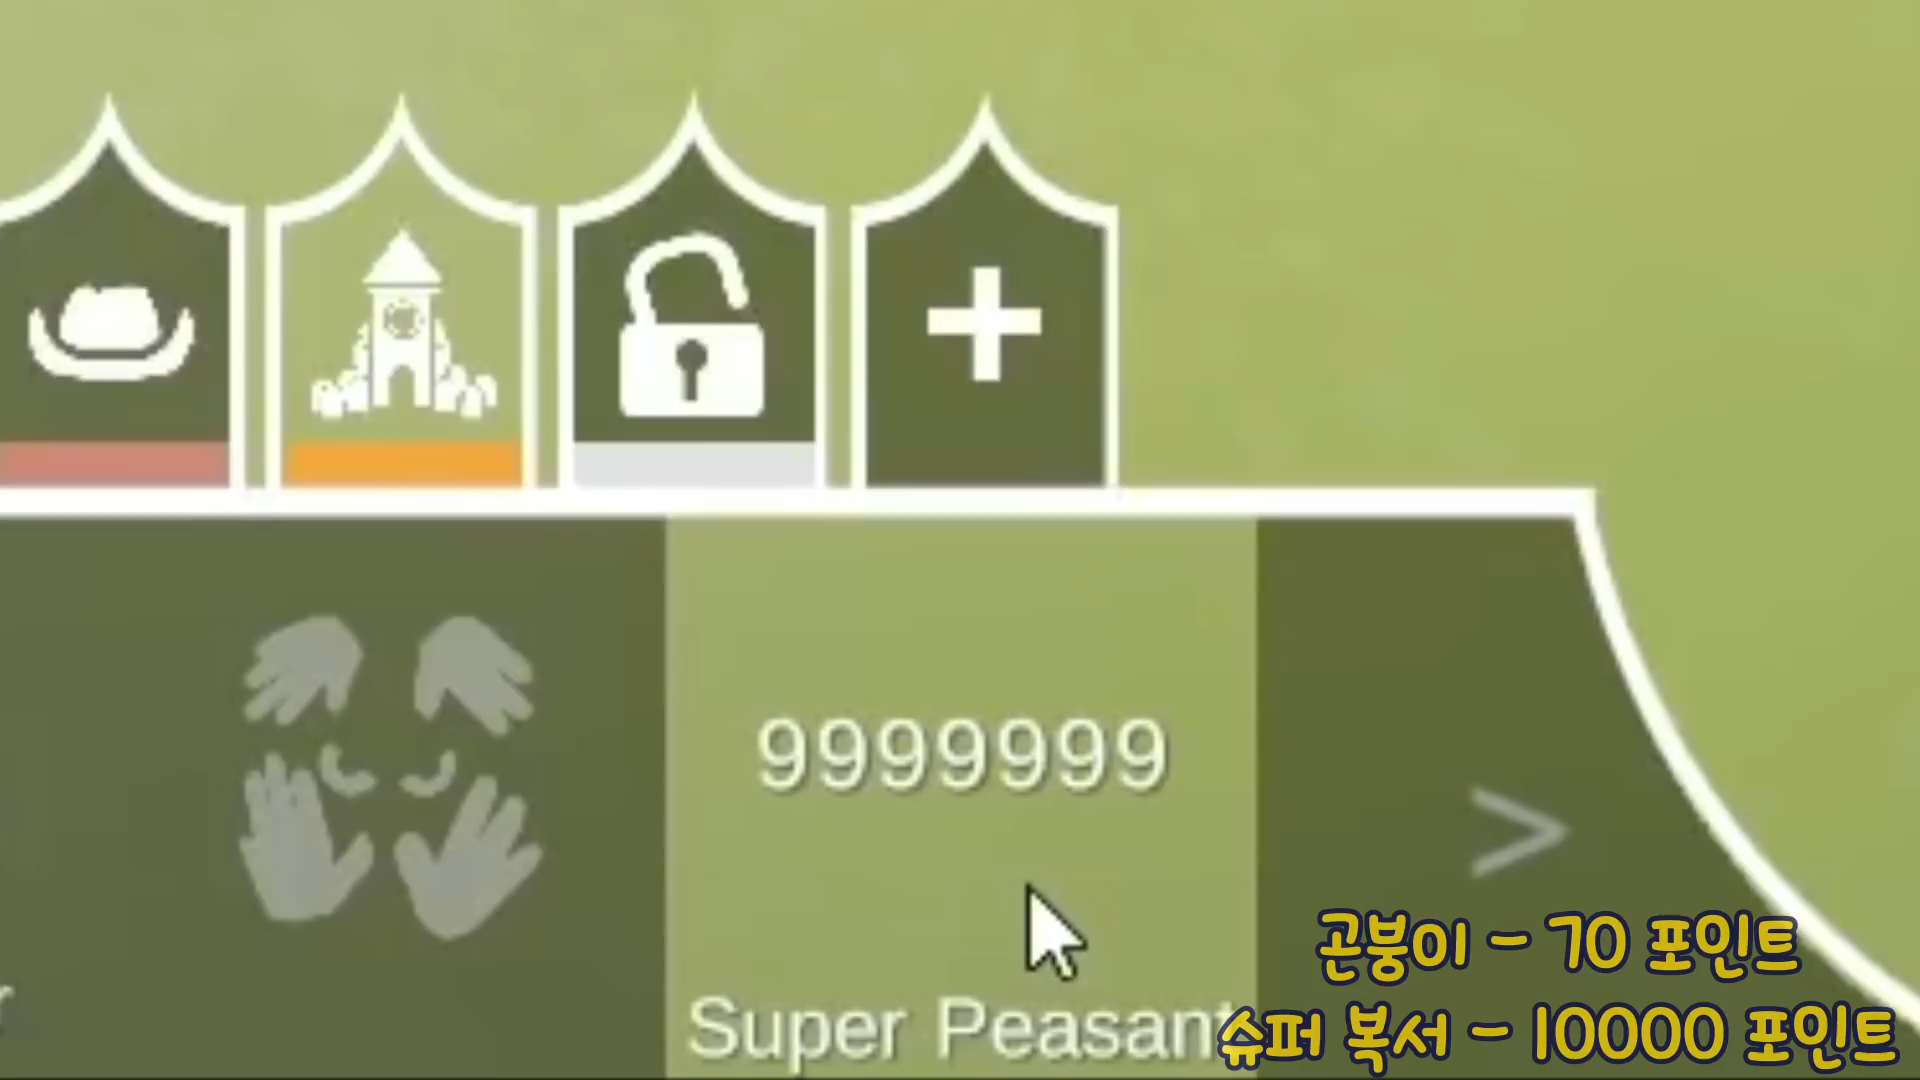 9999999
>
Super Peasant
곤붕이 - 70 포인트
슈퍼 복서 - 10000 포인트